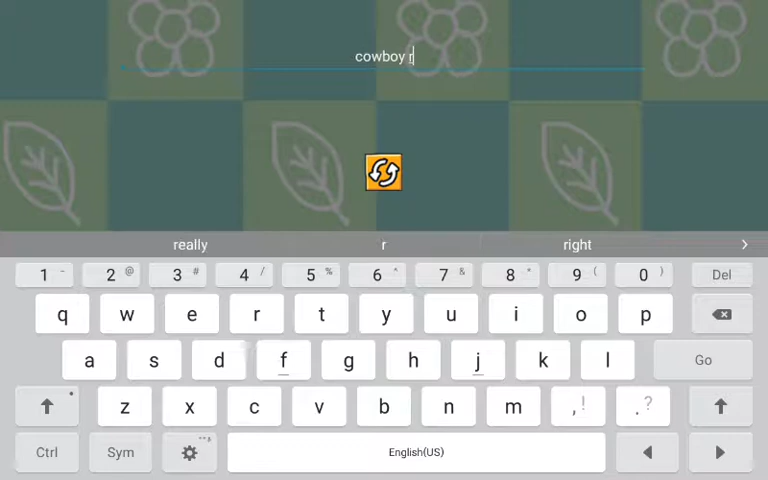 cowboy r
really r right >
1 - 2 @ 3 # 4 / 5 % 6 ^ 7 & 8 * 9 ( 0 ) Del
q w e r t y u i o p
a s d f g h j k l Go
z x c v b n m , ! . ?
Ctrl Sym English(US)